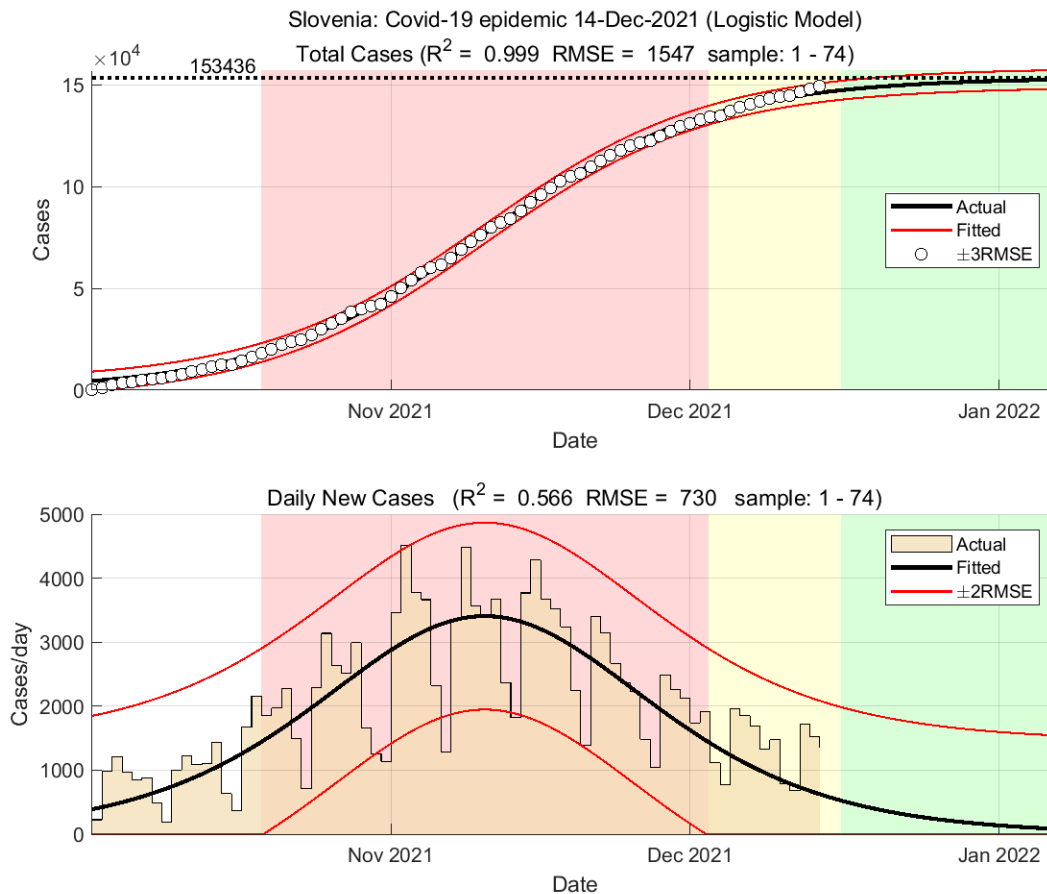 Slovenia: Covid-19 epidemic 14-Dec-2021 (Logistic Model)
Total Cases (R² = 0.999 RMSE = 1547 sample: 1 - 74)
×10⁴
153436
15
10
5
0
Cases
Nov 2021 Dec 2021 Jan 2022
Date
Actual
Fitted
±3RMSE
Daily New Cases (R² = 0.566 RMSE = 730 sample: 1 - 74)
5000
4000
3000
2000
1000
0
Cases/day
Nov 2021 Dec 2021 Jan 2022
Date
Actual
Fitted
±2RMSE